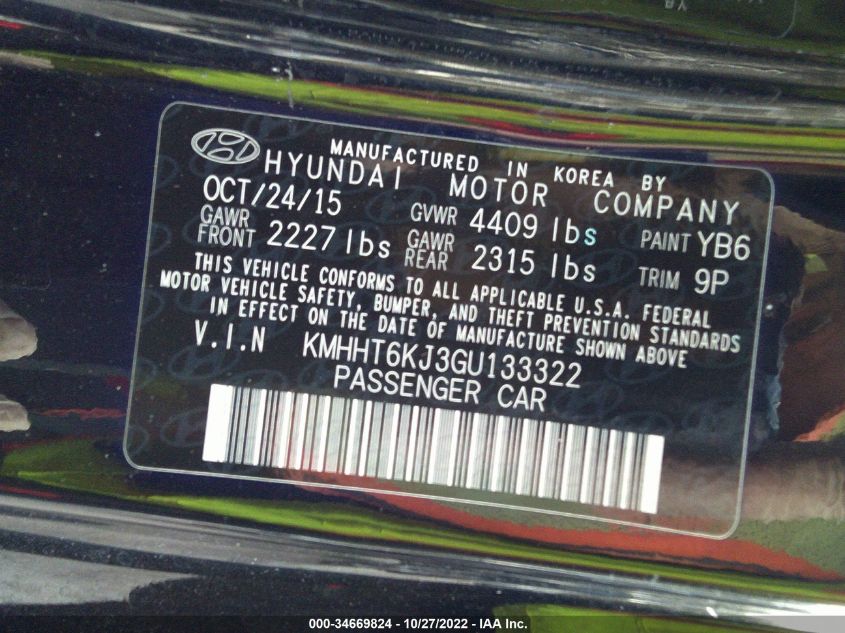 MANUFACTURED IN KOREA BY
HYUNDAI MOTOR COMPANY
OCT/24/15 GVWR 4409 lbs PAINT YB6
GAWR FRONT 2227 lbs GAWR REAR 2315 lbs TRIM 9P
THIS VEHICLE CONFORMS TO ALL APPLICABLE U.S.A. FEDERAL
MOTOR VEHICLE SAFETY, BUMPER, AND THEFT PREVENTION STANDARDS
IN EFFECT ON THE DATE OF MANUFACTURE SHOWN ABOVE
V.I.N KMHHT6KJ3GU133322
PASSENGER CAR
000-34669824 - 10/27/2022 - IAA Inc.